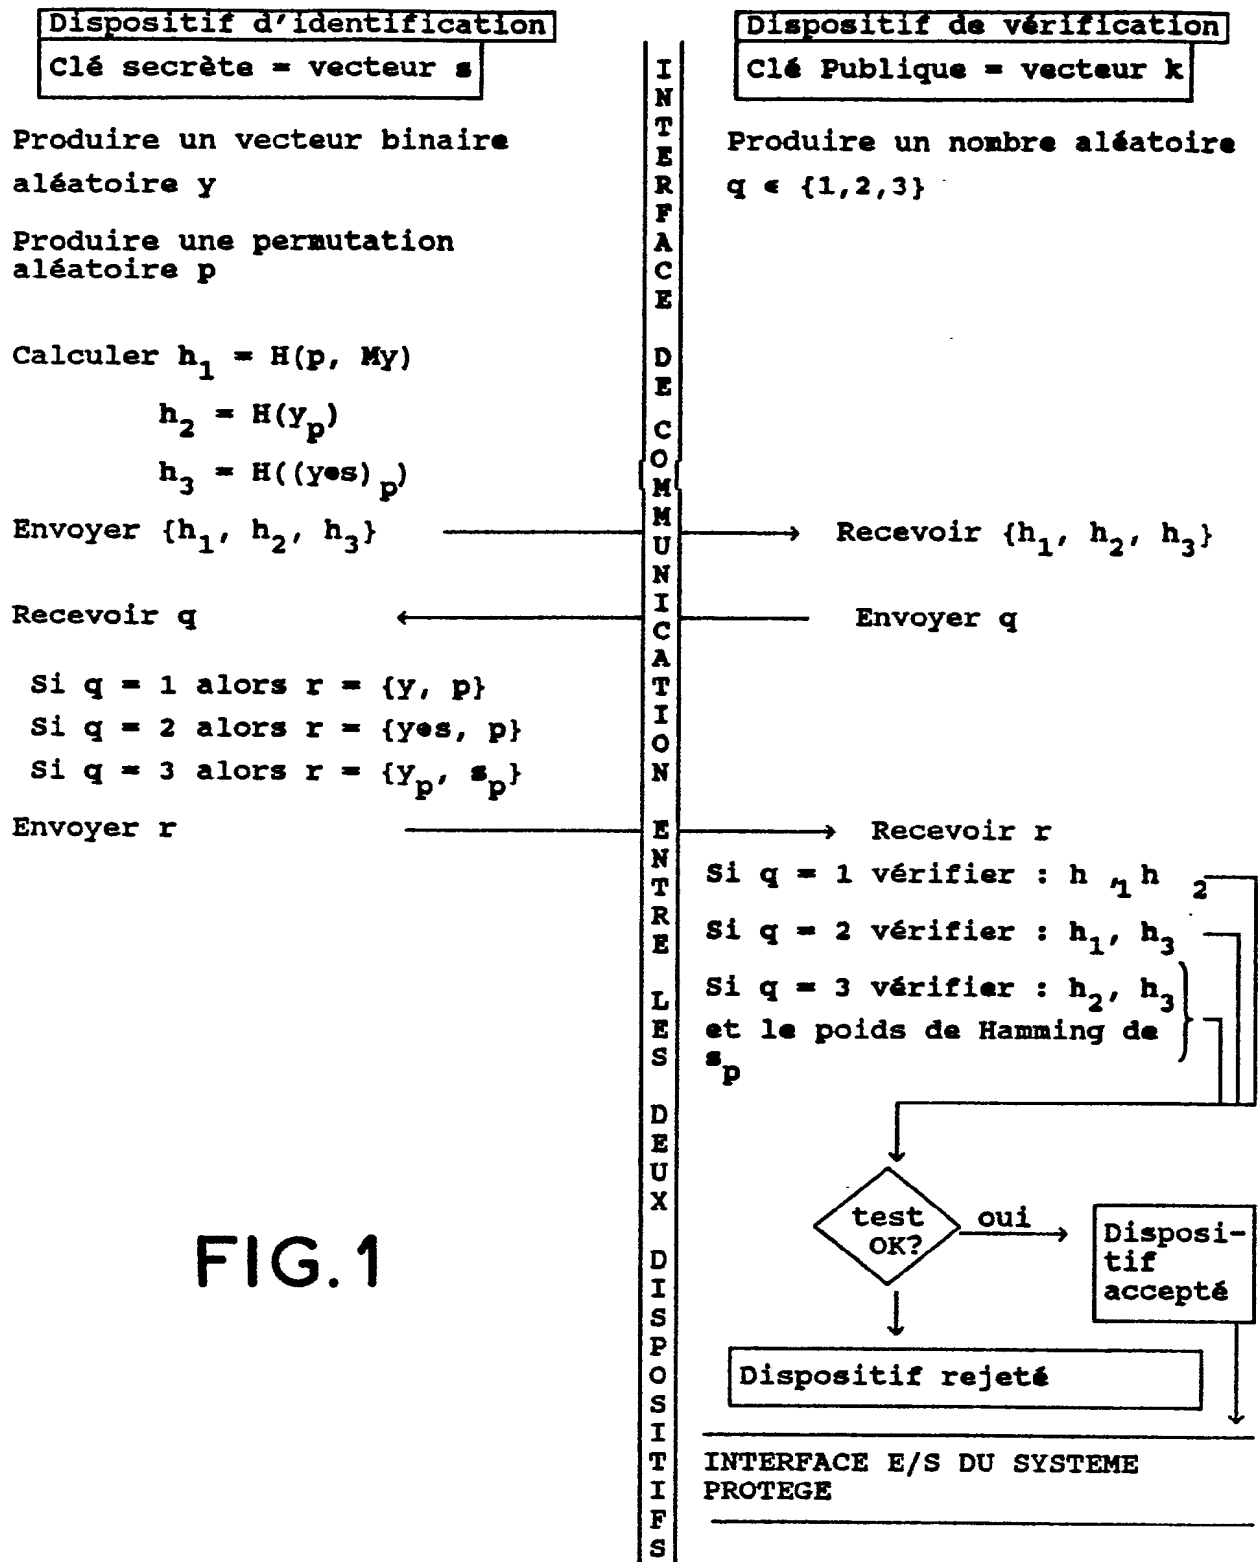 Dispositif d'identification
Clé secrète = vecteur s
Produire un vecteur binaire
aléatoire y
Produire une permutation
aléatoire p
Calculer h1 = H(p, My)
h2 = H(yp)
h3 = H((y⊕s)p)
Envoyer {h1, h2, h3}
Recevoir q
Si q = 1 alors r = {y, p}
Si q = 2 alors r = {y⊕s, p}
Si q = 3 alors r = {yp, sp}
Envoyer r
INTERFACE DE COMMUNICATION ENTRE LES DEUX DISPOSITIFS
Dispositif de vérification
Clé Publique = vecteur k
Produire un nombre aléatoire
q ∈ {1,2,3}
Recevoir {h1, h2, h3}
Envoyer q
Recevoir r
Si q = 1 vérifier : h ,1 h 2
Si q = 2 vérifier : h1, h3
Si q = 3 vérifier : h2, h3
et le poids de Hamming de
sp
test
OK?
oui
Disposi-
tif
accepté
Dispositif rejeté
INTERFACE E/S DU SYSTEME
PROTEGE
FIG.1